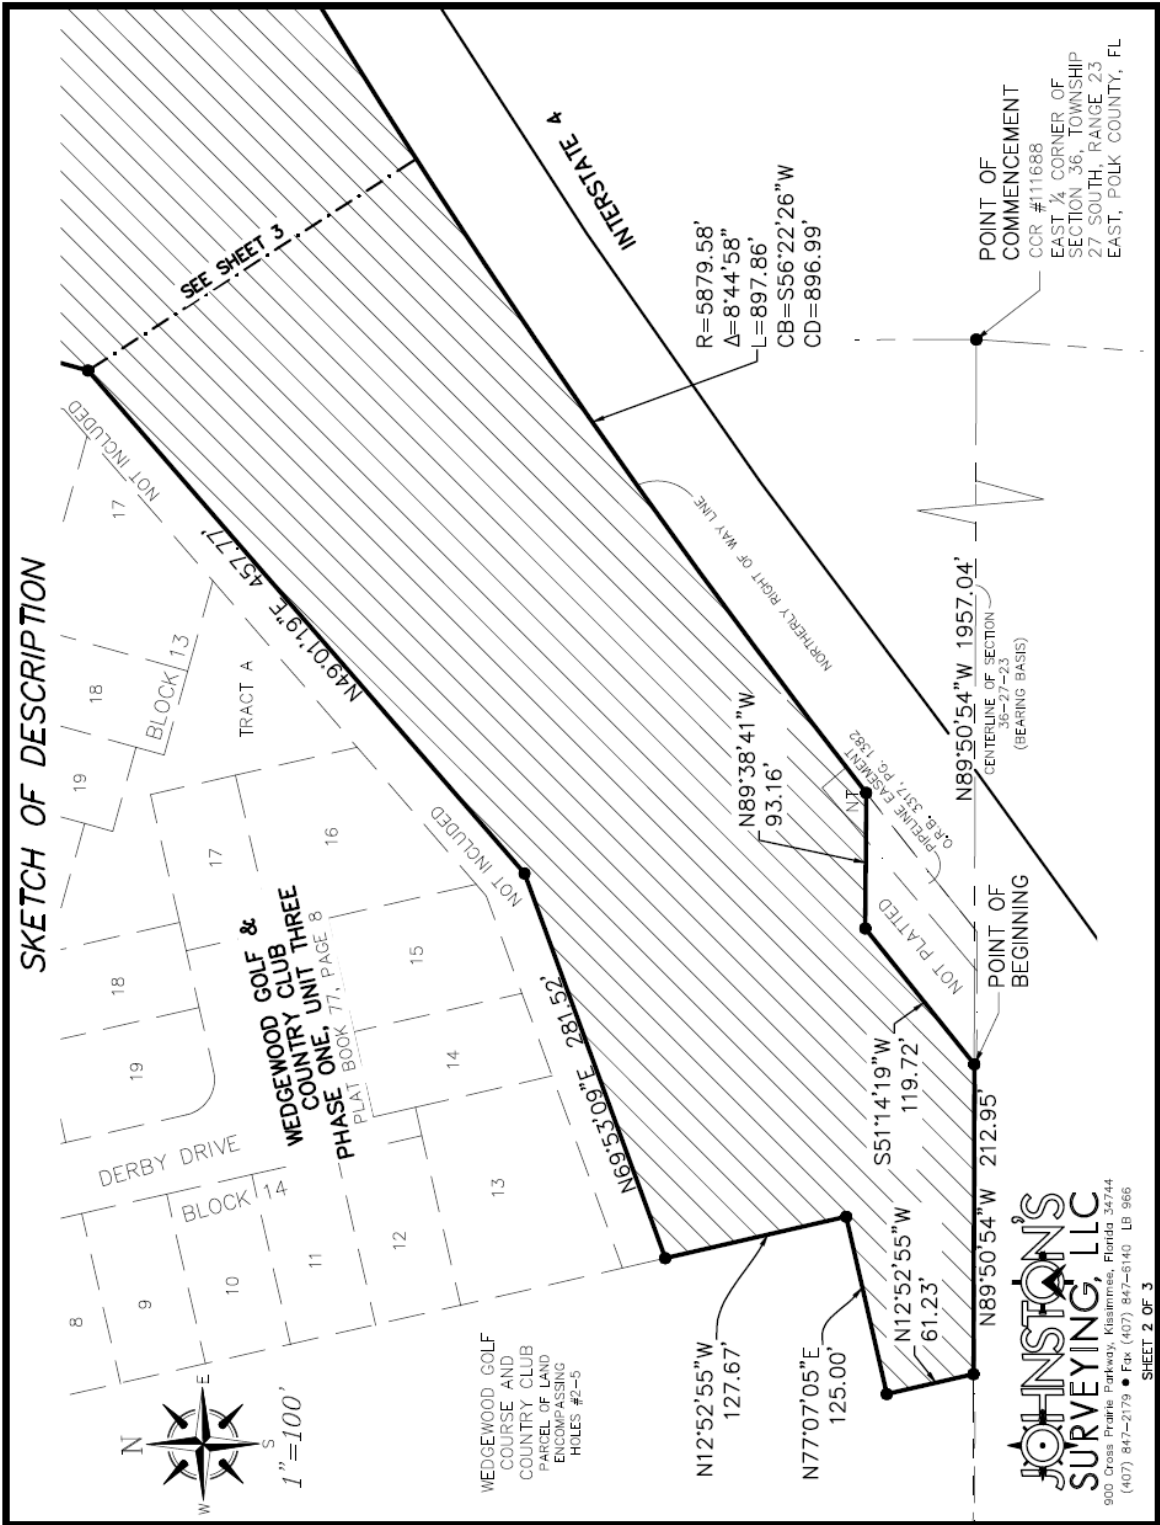 SKETCH OF DESCRIPTION
N
W
E
S
1"=100'
8
9
10
11
12
13
BLOCK 14
DERBY DRIVE
19
18
17
16
15
14
WEDGEWOOD GOLF &
COUNTRY CLUB
PHASE ONE, UNIT THREE
PLAT BOOK 77, PAGE 8
19
18
17
BLOCK 13
TRACT A
NOT INCLUDED
NOT INCLUDED
SEE SHEET 3
N49°01'19"E 457.77'
N69°53'09"E 281.52'
WEDGEWOOD GOLF
COURSE AND
COUNTRY CLUB
PARCEL OF LAND
ENCOMPASSING
HOLES #2-5
N12°52'55"W
127.67'
N77°07'05"E
125.00'
N12°52'55"W
61.23'
N89°50'54"W 212.95'
S51°14'19"W
119.72'
N89°38'41"W
93.16'
NT
NOT PLATTED
PIPELINE EASEMENT
O.R.B. 3317, PG. 1382
NORTHERLY RIGHT OF WAY LINE
INTERSTATE 4
R=5879.58'
Δ=8°44'58"
L=897.86'
CB=S56°22'26"W
CD=896.99'
POINT OF
BEGINNING
N89°50'54"W 1957.04'
CENTERLINE OF SECTION
36-27-23
(BEARING BASIS)
POINT OF
COMMENCEMENT
CCR #111688
EAST ¼ CORNER OF
SECTION 36, TOWNSHIP
27 SOUTH, RANGE 23
EAST, POLK COUNTY, FL
JOHNSTON'S
SURVEYING, LLC
900 Cross Prairie Parkway, Kissimmee, Florida 34744
(407) 847-2179 ● Fax (407) 847-6140 LB 966
SHEET 2 OF 3